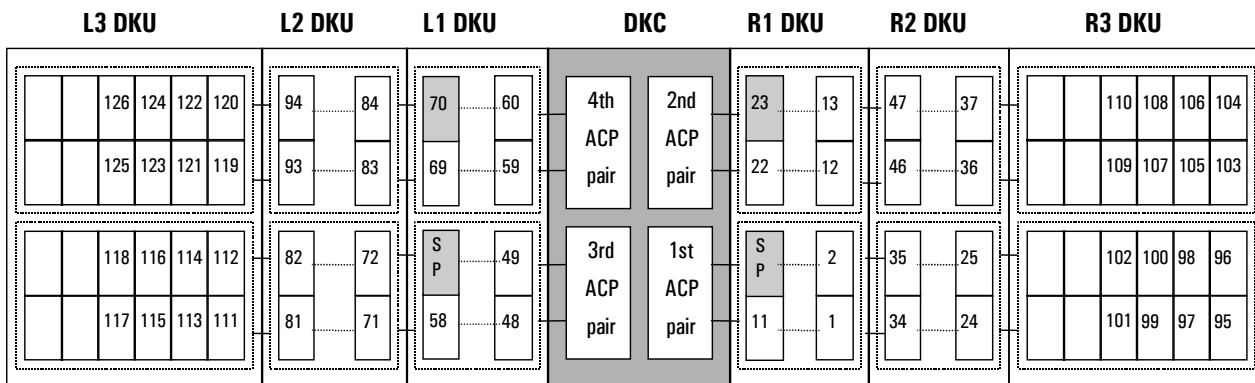 L3 DKU L2 DKU L1 DKU DKC R1 DKU R2 DKU R3 DKU
126 124 122 120 94 84 70 60 4th ACP pair 2nd ACP pair 23 13 47 37 110 108 106 104
125 123 121 119 93 83 69 59 22 12 46 36 109 107 105 103
118 116 114 112 82 72 SP 49 3rd ACP pair 1st ACP pair SP 2 35 25 102 100 98 96
117 115 113 111 81 71 58 48 11 1 34 24 101 99 97 95